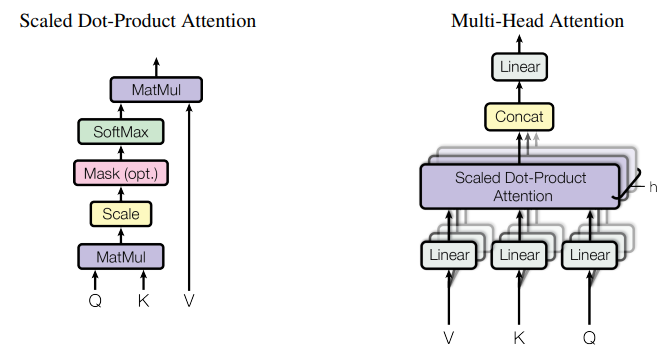 Scaled Dot-Product Attention
MatMul
SoftMax
Mask (opt.)
Scale
MatMul
Q K V
Multi-Head Attention
Linear
Concat
Scaled Dot-Product
Attention
h
Linear Linear Linear
V K Q